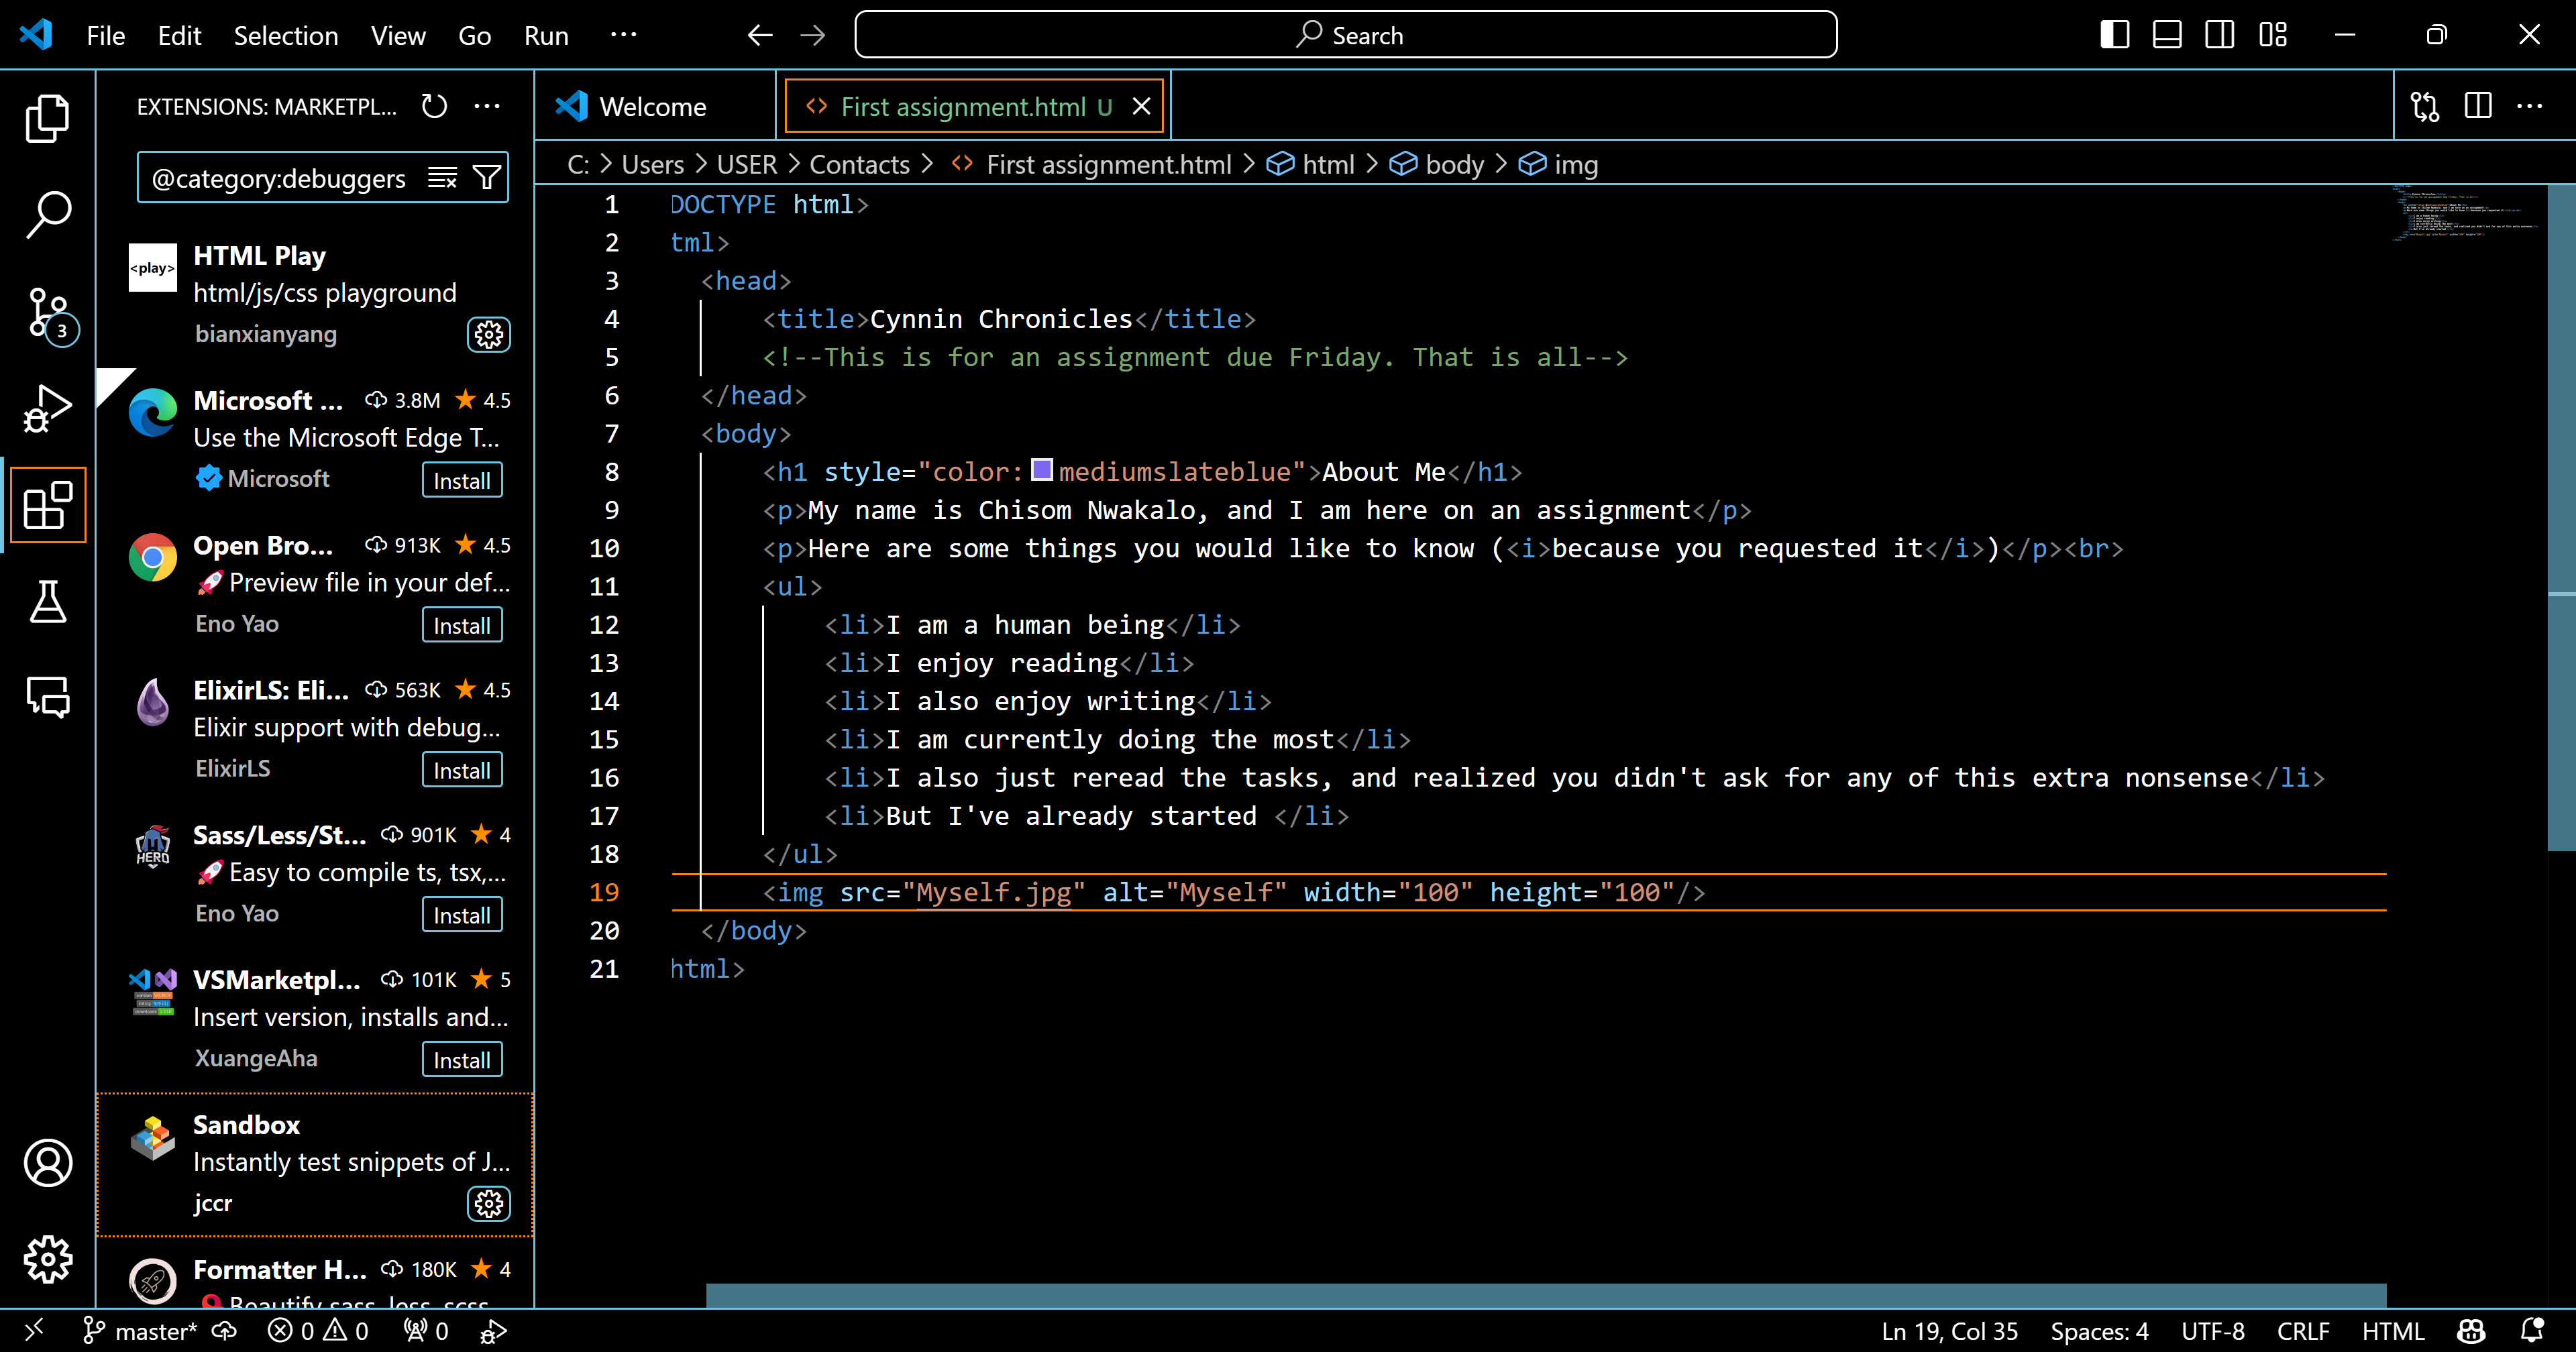 File Edit Selection View Go Run ···
Search
EXTENSIONS: MARKETPL... ···
@category:debuggers
<play>
HTML Play
html/js/css playground
bianxianyang
Microsoft ... 3.8M 4.5
Use the Microsoft Edge T...
Microsoft Install
Open Bro... 913K 4.5
Preview file in your def...
Eno Yao Install
ElixirLS: Eli... 563K 4.5
Elixir support with debug...
ElixirLS Install
HERO
Sass/Less/St... 901K 4
Easy to compile ts, tsx,...
Eno Yao Install
VSMarketpl... 101K 5
Insert version, installs and...
XuangeAha Install
Sandbox
Instantly test snippets of J...
jccr
Formatter H... 180K 4
Beautify sass, less, scss
3
Welcome
First assignment.html U
C: > Users > USER > Contacts > First assignment.html > html > body > img
1 DOCTYPE html>
2 tml>
3 <head>
4 <title>Cynnin Chronicles</title>
5 <!--This is for an assignment due Friday. That is all-->
6 </head>
7 <body>
8 <h1 style="color:mediumslateblue">About Me</h1>
9 <p>My name is Chisom Nwakalo, and I am here on an assignment</p>
10 <p>Here are some things you would like to know (<i>because you requested it</i>)</p><br>
11 <ul>
12 <li>I am a human being</li>
13 <li>I enjoy reading</li>
14 <li>I also enjoy writing</li>
15 <li>I am currently doing the most</li>
16 <li>I also just reread the tasks, and realized you didn't ask for any of this extra nonsense</li>
17 <li>But I've already started </li>
18 </ul>
19 <img src="Myself.jpg" alt="Myself" width="100" height="100"/>
20 </body>
21 html>
master* 0 0 0
Ln 19, Col 35 Spaces: 4 UTF-8 CRLF HTML